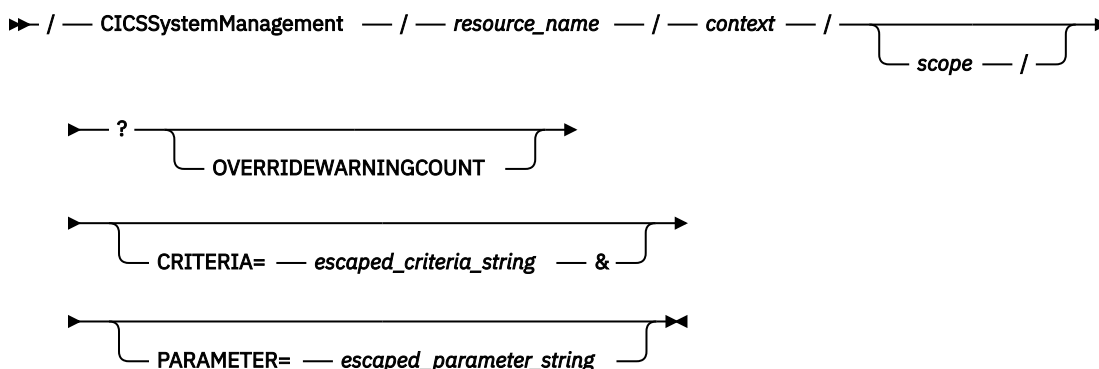 / CICSSystemManagement / resource_name / context /
scope /
?
OVERRIDEWARNINGCOUNT
CRITERIA= escaped_criteria_string &
PARAMETER= escaped_parameter_string